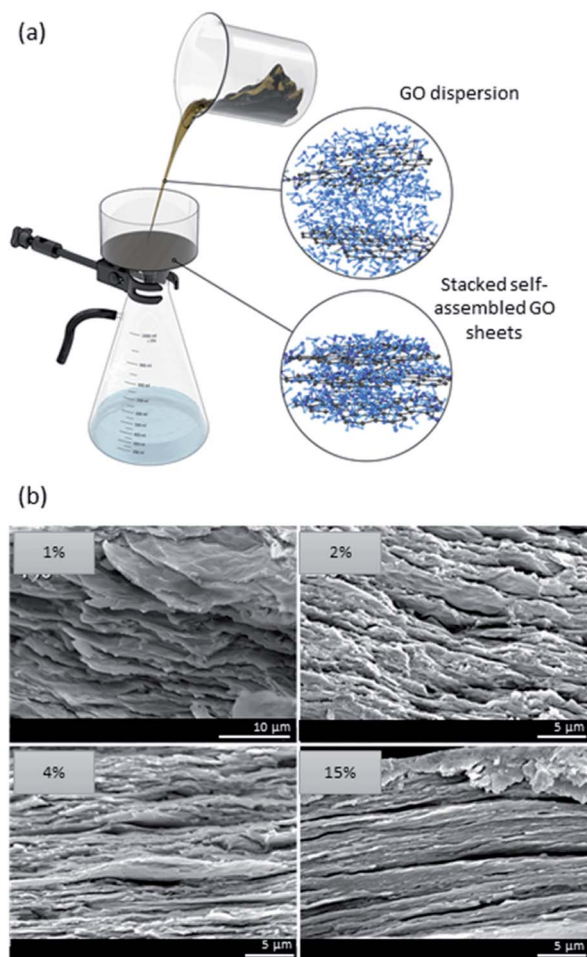 (a)
GO dispersion
Stacked self-
assembled GO
sheets
(b)
1%
2%
10 µm
5 µm
4%
15%
5 µm
5 µm